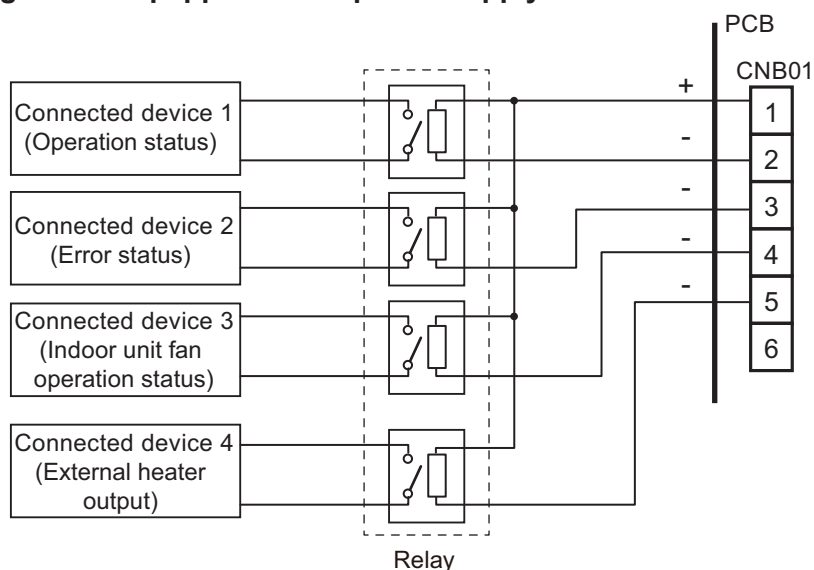 PCB
CNB01
Connected device 1
(Operation status)
+
1
-
2
Connected device 2
(Error status)
-
3
-
4
Connected device 3
(Indoor unit fan
operation status)
-
5
6
Connected device 4
(External heater
output)
Relay